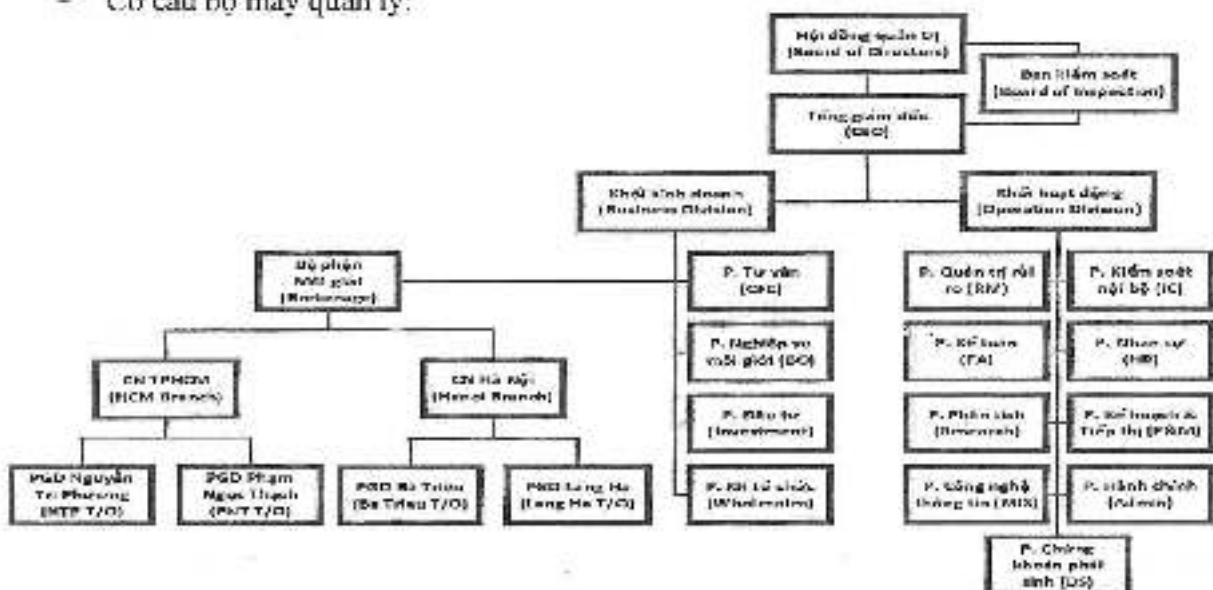 Cơ cấu bộ máy quản lý:
Hội đồng quản trị
(Board of Directors)
Ban kiểm soát
(Board of Inspection)
Tổng giám đốc
(CEO)
Khối kinh doanh
(Business Division)
Khối hoạt động
(Operation Division)
Bộ phận
Môi giới
(Brokerage)
P. Tư vấn
P. Quản trị rủi
ro (RM)
P. Kiểm soát
nội bộ (IC)
P. Nghiệp vụ
môi giới (BO)
P. Kế toán
(FA)
P. Nhân sự
(HR)
CN TPHCM
(HCM Branch)
CN Hà Nội
(Hanoi Branch)
P. Đầu tư
(Investment)
P. Phân tích
(Research)
P. Kế hoạch &
Tiếp thị (P&M)
PGD Nguyễn
Tri Phương
(NTP T/O)
PGD Phạm
Ngọc Thạch
(PNT T/O)
PGD Bà Triệu
(Ba Trieu T/O)
PGD Láng Hạ
(Lang Ha T/O)
P. KH tổ chức
(Wholesales)
P. Công nghệ
thông tin (MIS)
P. Hành chính
(Admin)
P. Chứng
khoán phái
sinh (DS)